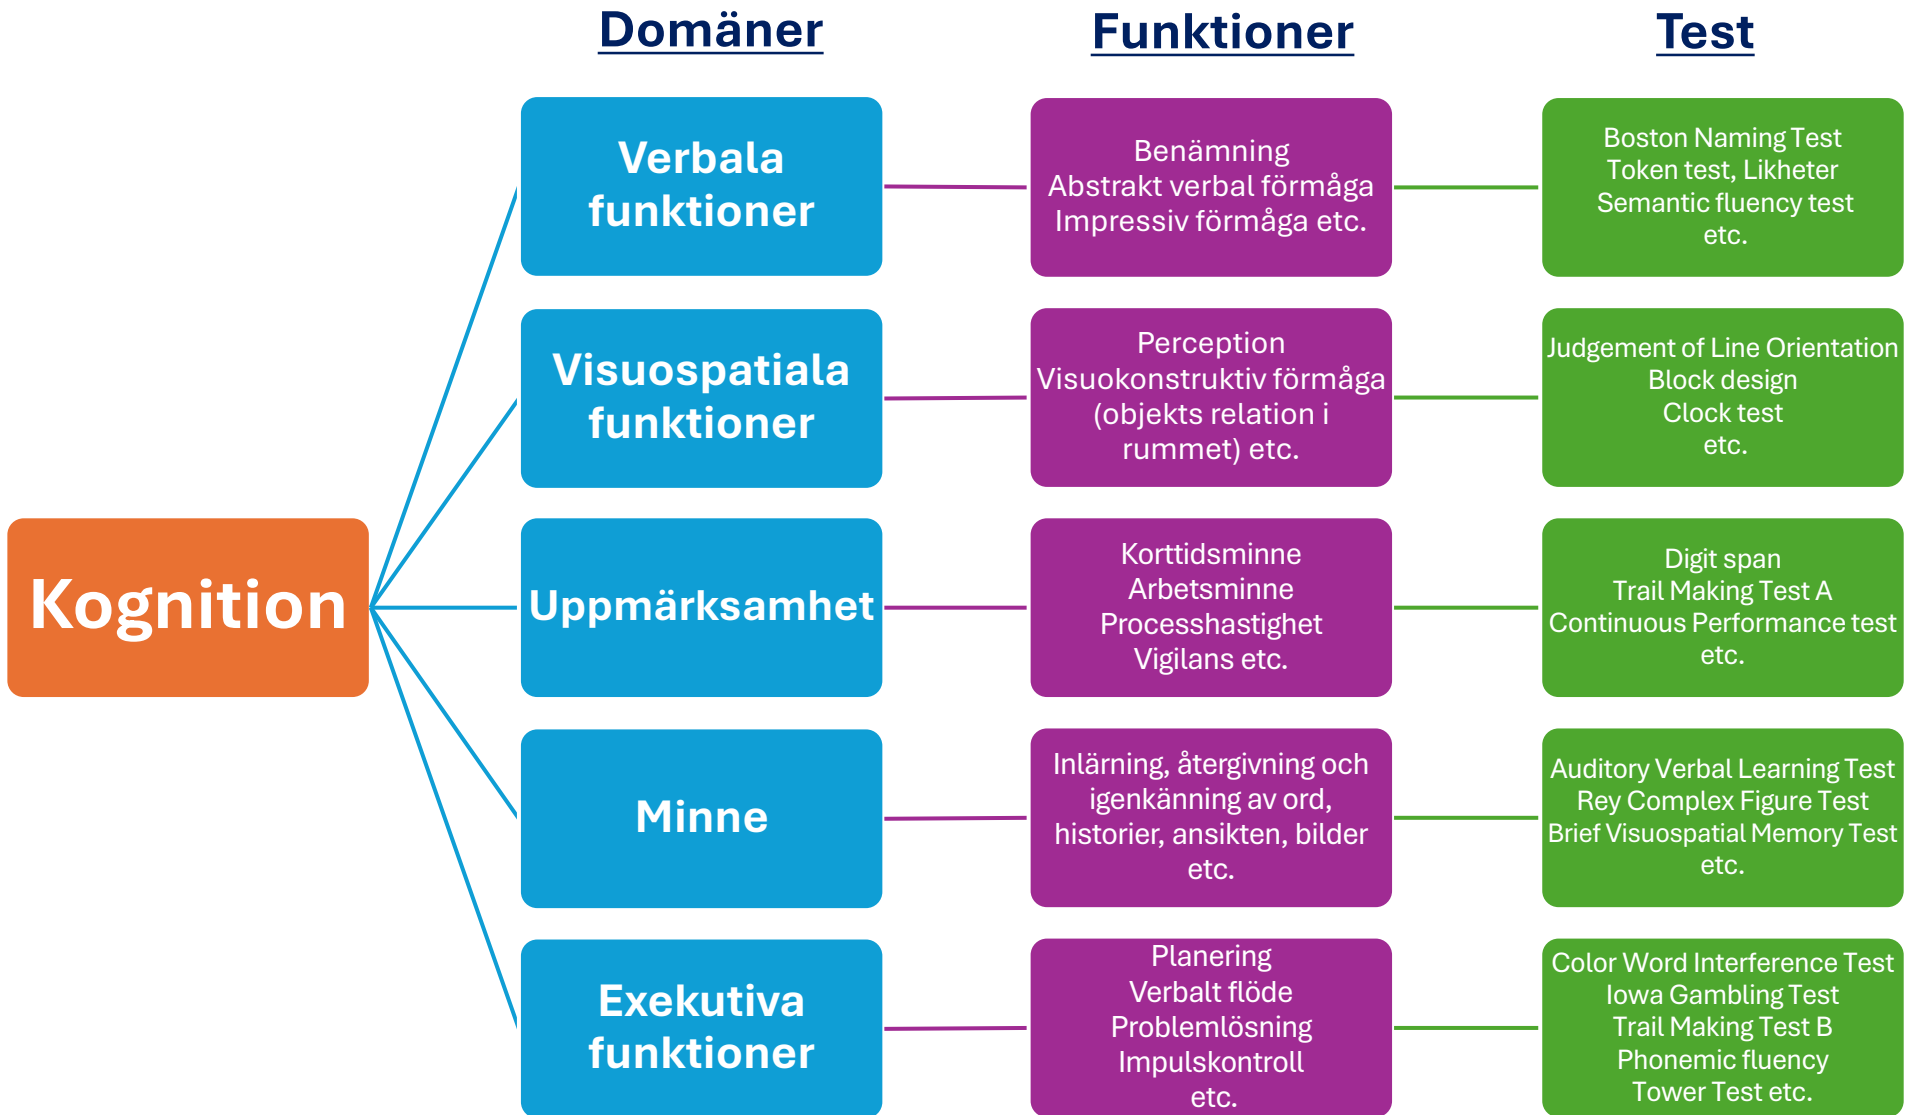 Domäner
Funktioner
Test
Kognition
Verbala
funktioner
Benämning
Abstrakt verbal förmåga
Impressiv förmåga etc.
Boston Naming Test
Token test, Likheter
Semantic fluency test
etc.
Visuospatiala
funktioner
Perception
Visuokonstruktiv förmåga
(objekts relation i
rummet) etc.
Judgement of Line Orientation
Block design
Clock test
etc.
Uppmärksamhet
Korttidsminne
Arbetsminne
Processhastighet
Vigilans etc.
Digit span
Trail Making Test A
Continuous Performance test
etc.
Minne
Inlärning, återgivning och
igenkänning av ord,
historier, ansikten, bilder
etc.
Auditory Verbal Learning Test
Rey Complex Figure Test
Brief Visuospatial Memory Test
etc.
Exekutiva
funktioner
Planering
Verbalt flöde
Problemlösning
Impulskontroll
etc.
Color Word Interference Test
Iowa Gambling Test
Trail Making Test B
Phonemic fluency
Tower Test etc.